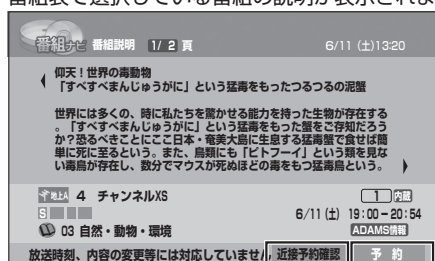 番組表で選択している番組の説明が表示されま
番組ナビ 番組説明 1/ 2 頁 6/11 (土)13:20
仰天！世界の毒動物
「すべすべまんじゅうがに」という猛毒をもったつるつるの泥蟹
世界には多くの、時に私たちを驚かせる能力を持った生物が存在する
。「すべすべまんじゅうがに」という猛毒をもった蟹をご存知だろう
か？恐るべきことにここ日本・奄美大島に生息する猛毒蟹で食せば簡
単に死に至るという。また、鳥類にも「ピトフーイ」という類を見な
い毒鳥が存在し、数分でマウスが死ぬほどの毒をもつ猛毒鳥という。
地上A 4 チャンネルXS 1 内蔵
S 6/11 (土) 19:00-20:54
03 自然・動物・環境 ADAMS情報
放送時刻、内容の変更等には対応していません 近接予約確認 予 約